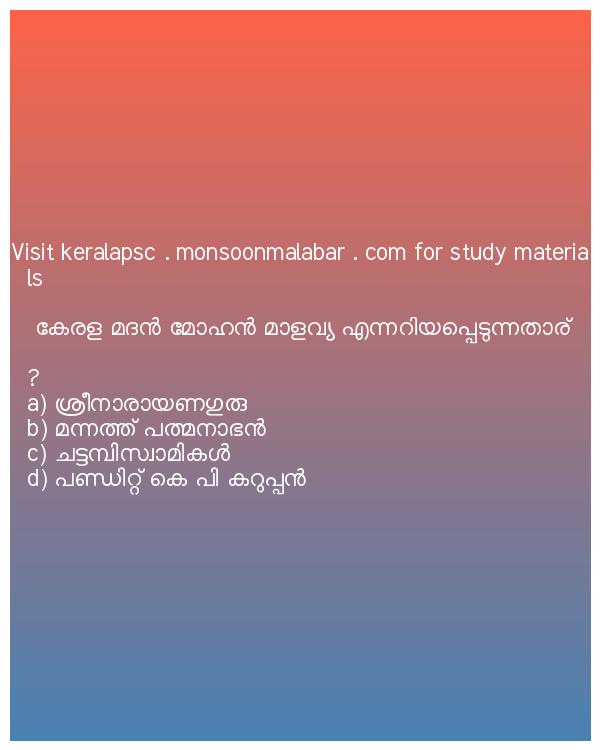 Visit keralapsc . monsoonmalabar . com for study materia
ls
കേരള മദൻ മോഹൻ മാളവ്യ എന്നറിയപ്പെടുന്നതാര്
?
a) ശ്രീനാരായണഗുരു
b) മന്നത്ത് പത്മനാഭൻ
c) ചട്ടമ്പിസ്വാമികൾ
d) പണ്ഡിറ്റ് കെ പി കറുപ്പൻ